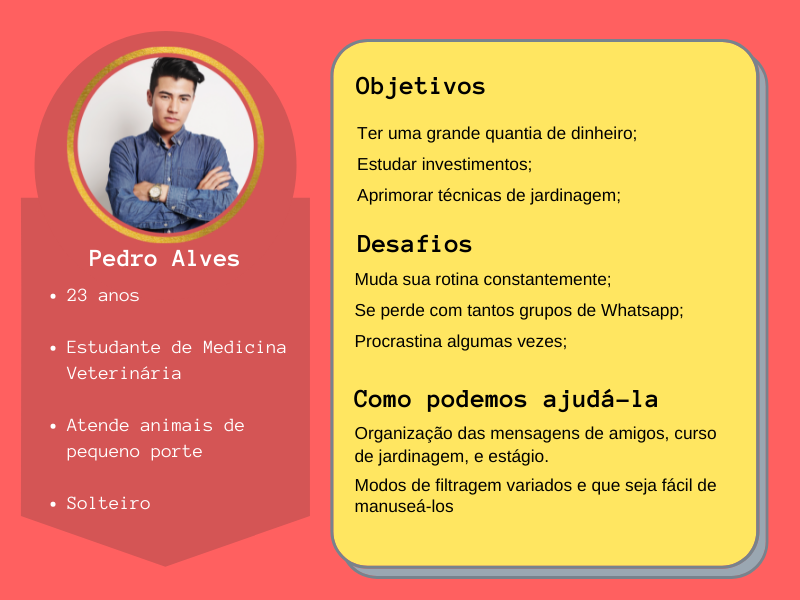 Pedro Alves
• 23 anos
• Estudante de Medicina
Veterinária
• Atende animais de
pequeno porte
• Solteiro
Objetivos
Ter uma grande quantia de dinheiro;
Estudar investimentos;
Aprimorar técnicas de jardinagem;
Desafios
Muda sua rotina constantemente;
Se perde com tantos grupos de Whatsapp;
Procrastina algumas vezes;
Como podemos ajudá-la
Organização das mensagens de amigos, curso
de jardinagem, e estágio.
Modos de filtragem variados e que seja fácil de
manuseá-los